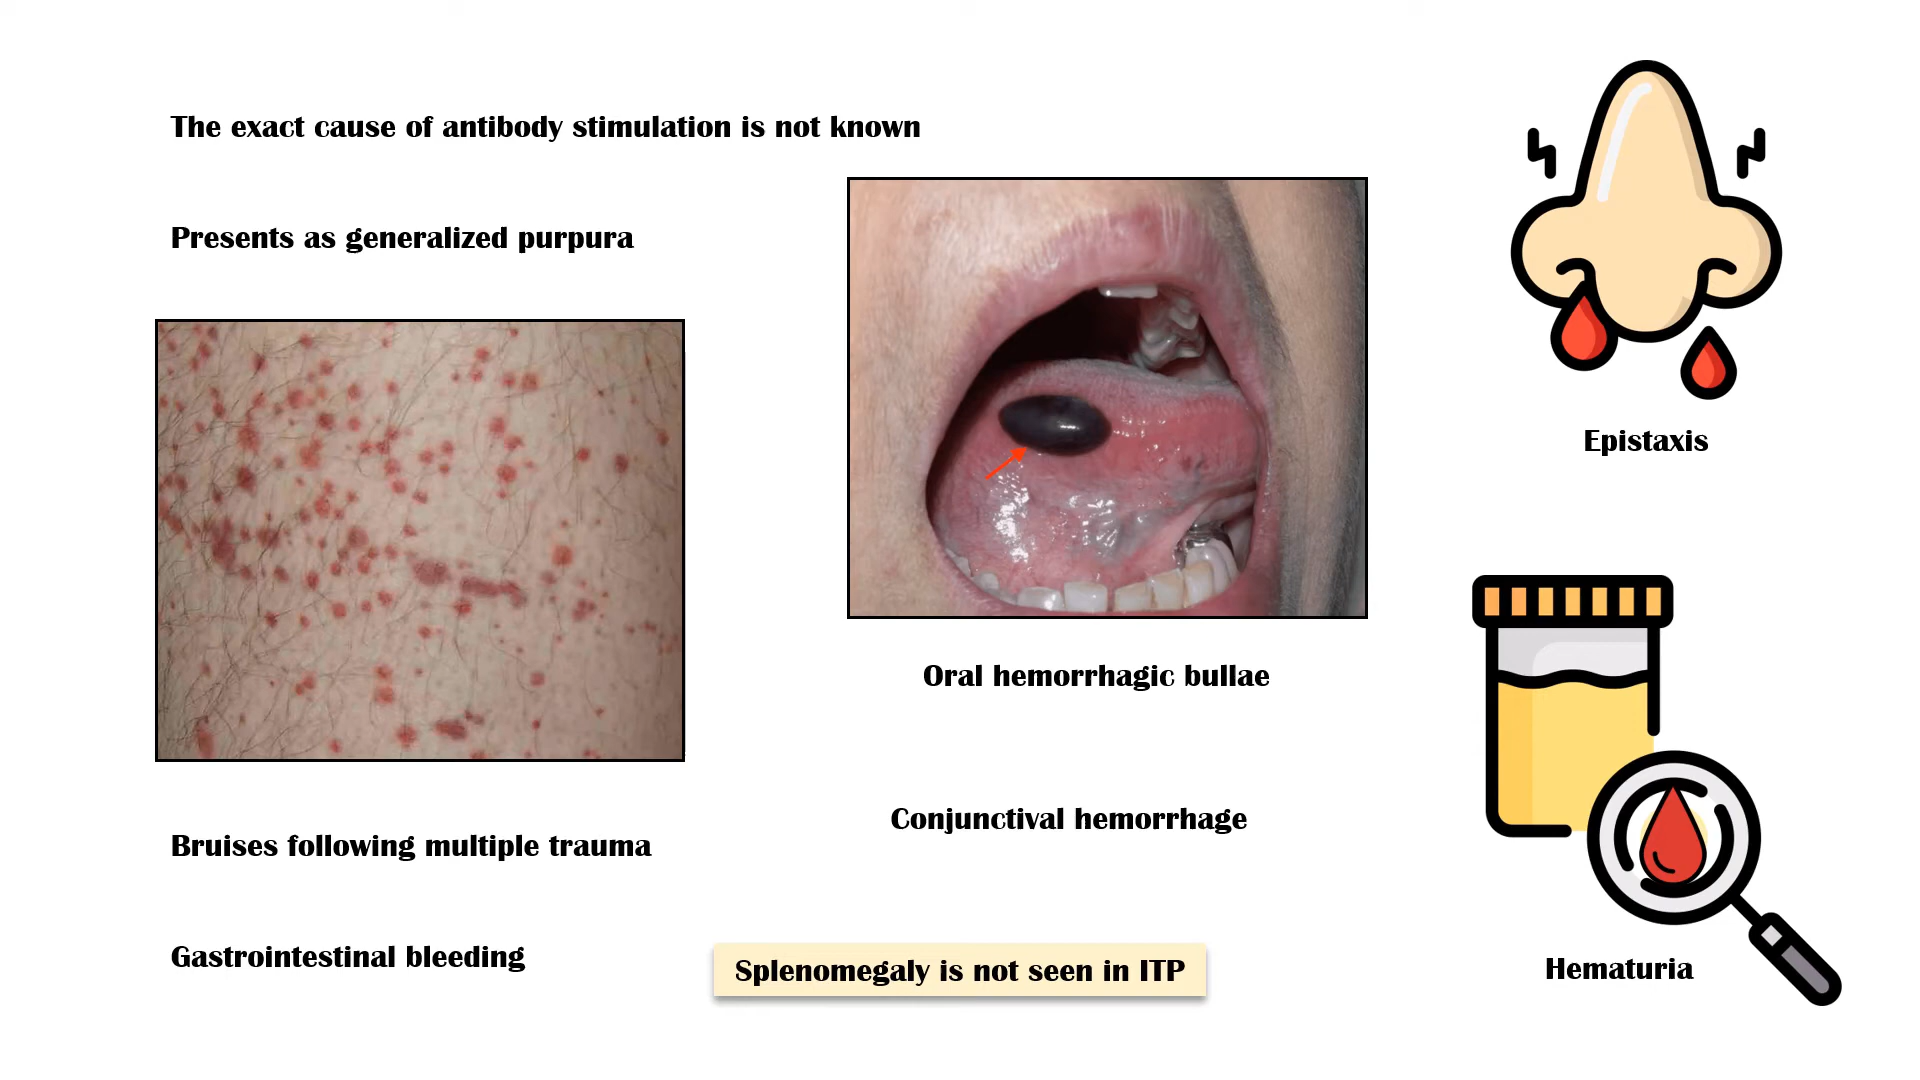 The exact cause of antibody stimulation is not known
Presents as generalized purpura
Bruises following multiple trauma
Gastrointestinal bleeding
Oral hemorrhagic bullae
Conjunctival hemorrhage
Splenomegaly is not seen in ITP
Epistaxis
Hematuria